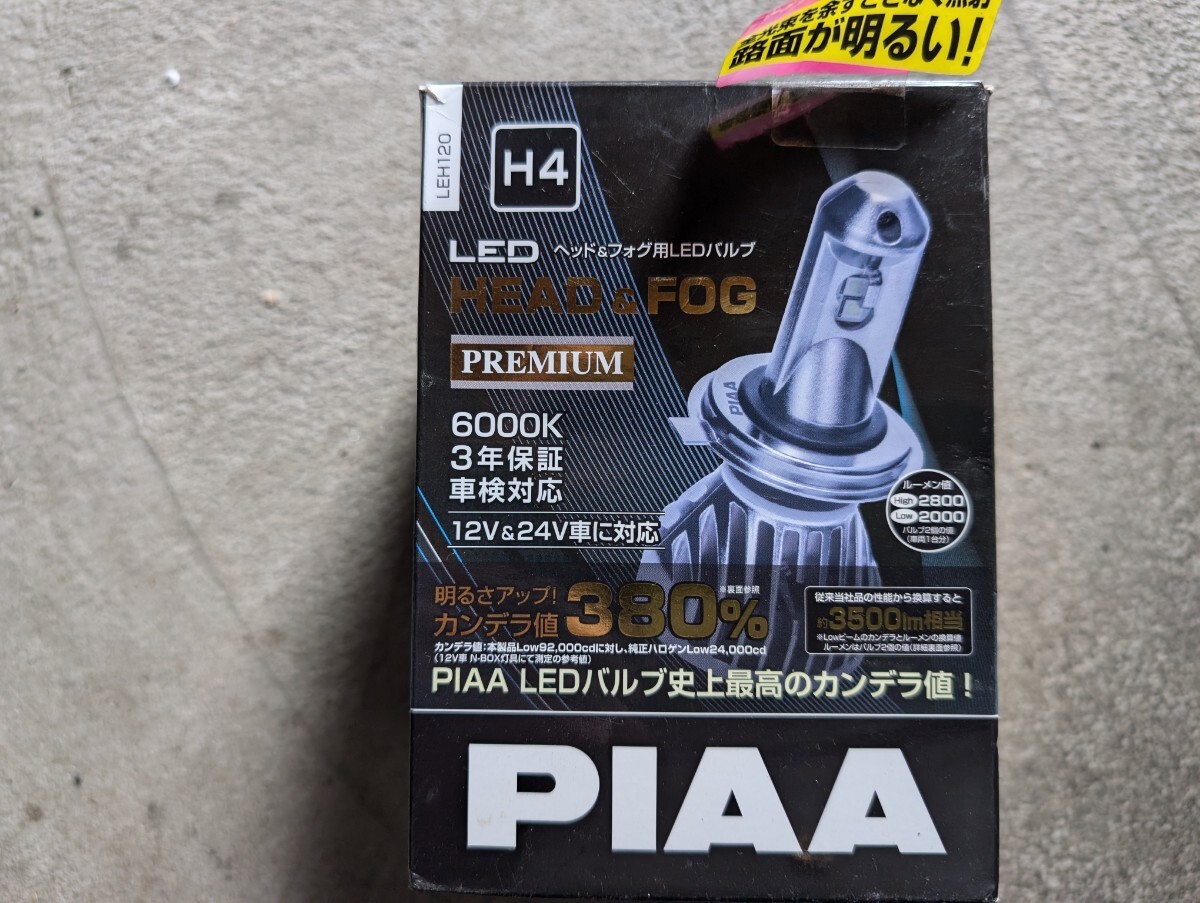 路面が明るい!
LEH120
H4
LED ヘッド&フォグ用LEDバルブ
HEAD & FOG
PREMIUM
6000K
3年保証
車検対応
12V&24V車に対応
PIAA
ルーメン値
High 2800
Low 2000
バルブ2個の値
(車両1台分)
明るさアップ!
カンデラ値 380%
※裏面参照
カンデラ値:本製品Low92,000cdに対し、純正ハロゲンLow24,000cd
(12V車 N-BOX灯具にて測定の参考値)
従来当社品の性能から換算すると
約3500lm相当
※Lowビームのカンデラとルーメンの換算値
ルーメンはバルブ2個の値(詳細裏面参照)
PIAA LEDバルブ史上最高のカンデラ値!
PIAA